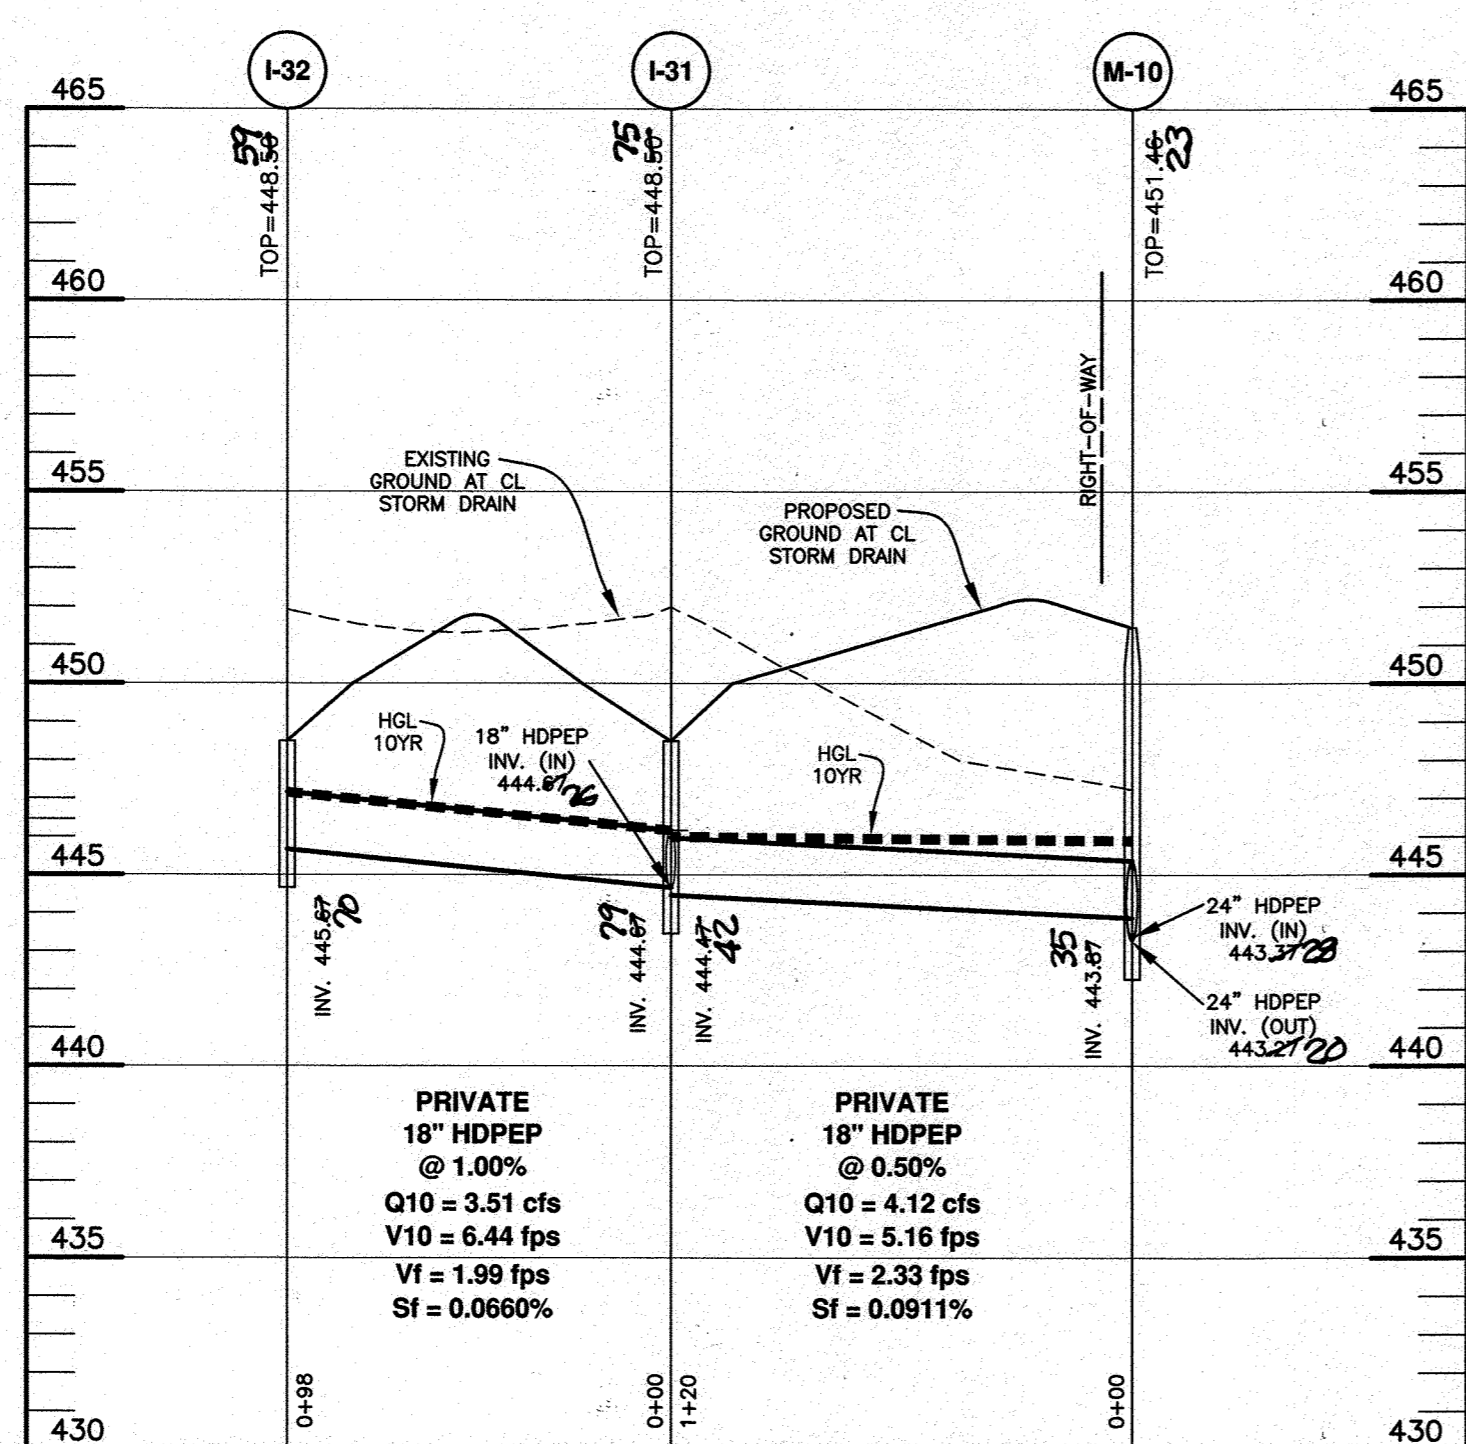 I-32
I-31
M-10
465
465
59
TOP=448.50
75
TOP=448.50
TOP=451.46
23
460
460
RIGHT-OF-WAY
EXISTING
GROUND AT CL
STORM DRAIN
455
455
PROPOSED
GROUND AT CL
STORM DRAIN
450
450
HGL
10YR
18" HDPEP
INV. (IN)
444.67 76
HGL
10YR
445
445
INV. 445.67
70
79
INV. 444.67
INV. 444.47
42
35
INV. 443.87
24" HDPEP
INV. (IN)
443.37 28
24" HDPEP
INV. (OUT)
443.27 20
440
440
PRIVATE
18" HDPEP
@ 1.00%
Q10 = 3.51 cfs
V10 = 6.44 fps
Vf = 1.99 fps
Sf = 0.0660%
PRIVATE
18" HDPEP
@ 0.50%
Q10 = 4.12 cfs
V10 = 5.16 fps
Vf = 2.33 fps
Sf = 0.0911%
435
435
0+98
0+00
1+20
0+00
430
430